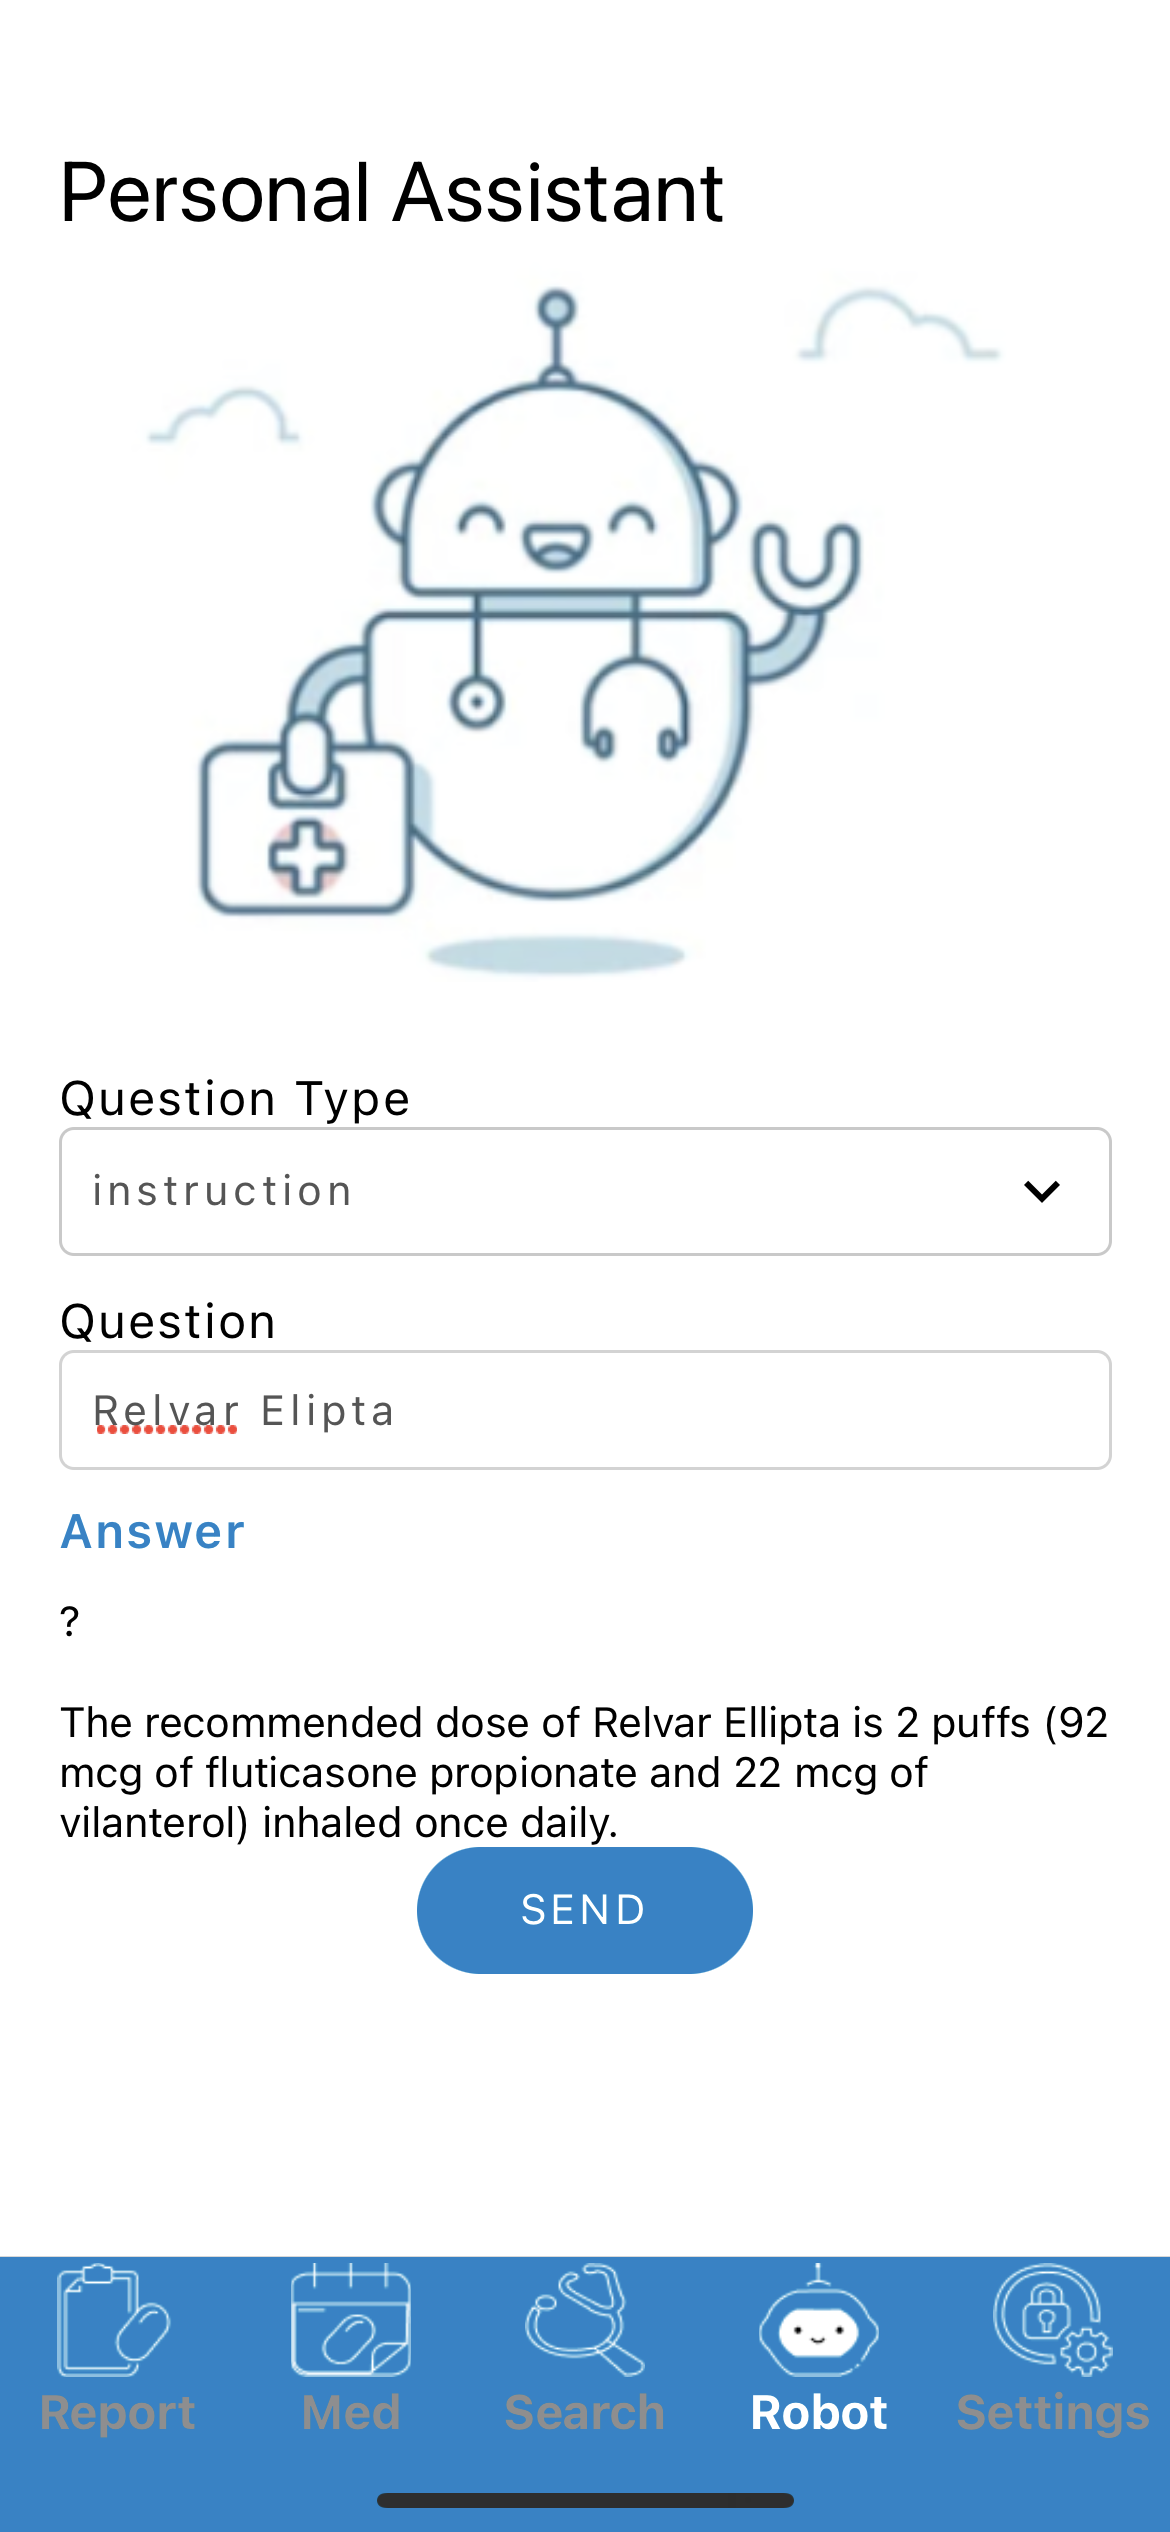 Personal Assistant
Question Type
instruction
Question
Relvar Elipta
Answer
?
The recommended dose of Relvar Ellipta is 2 puffs (92
mcg of fluticasone propionate and 22 mcg of
vilanterol) inhaled once daily.
SEND
Report Med Search Robot Settings